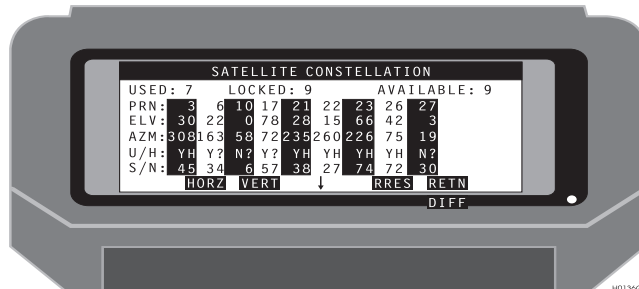 SATELLITE CONSTELLATION
USED: 7 LOCKED: 9 AVAILABLE: 9
PRN: 3 6 10 17 21 22 23 26 27
ELV: 30 22 0 78 28 15 66 42 3
AZM: 308 163 58 72 235 260 226 75 19
U/H: YH Y? N? Y? YH YH YH YH N?
S/N: 45 34 6 57 38 27 74 72 30
HORZ VERT ↓ RRES RETN
DIFF